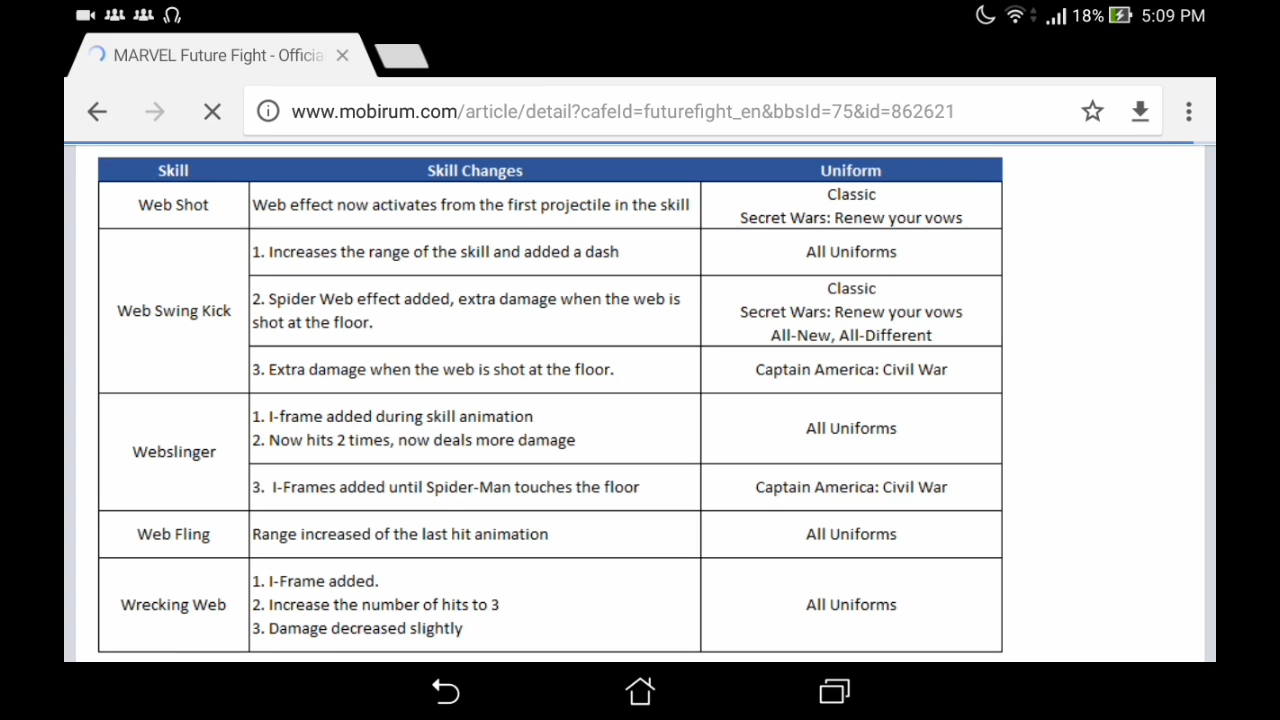 18% 5:09 PM
MARVEL Future Fight - Officia
www.mobirum.com/article/detail?cafeId=futurefight_en&bbsId=75&id=862621
Skill Skill Changes Uniform
Web Shot Web effect now activates from the first projectile in the skill Classic
Secret Wars: Renew your vows
Web Swing Kick 1. Increases the range of the skill and added a dash All Uniforms
2. Spider Web effect added, extra damage when the web is
shot at the floor.
Classic
Secret Wars: Renew your vows
All-New, All-Different
3. Extra damage when the web is shot at the floor. Captain America: Civil War
Webslinger
1. I-frame added during skill animation
2. Now hits 2 times, now deals more damage
All Uniforms
3. I-Frames added until Spider-Man touches the floor Captain America: Civil War
Web Fling Range increased of the last hit animation All Uniforms
Wrecking Web
1. I-Frame added.
2. Increase the number of hits to 3
3. Damage decreased slightly
All Uniforms